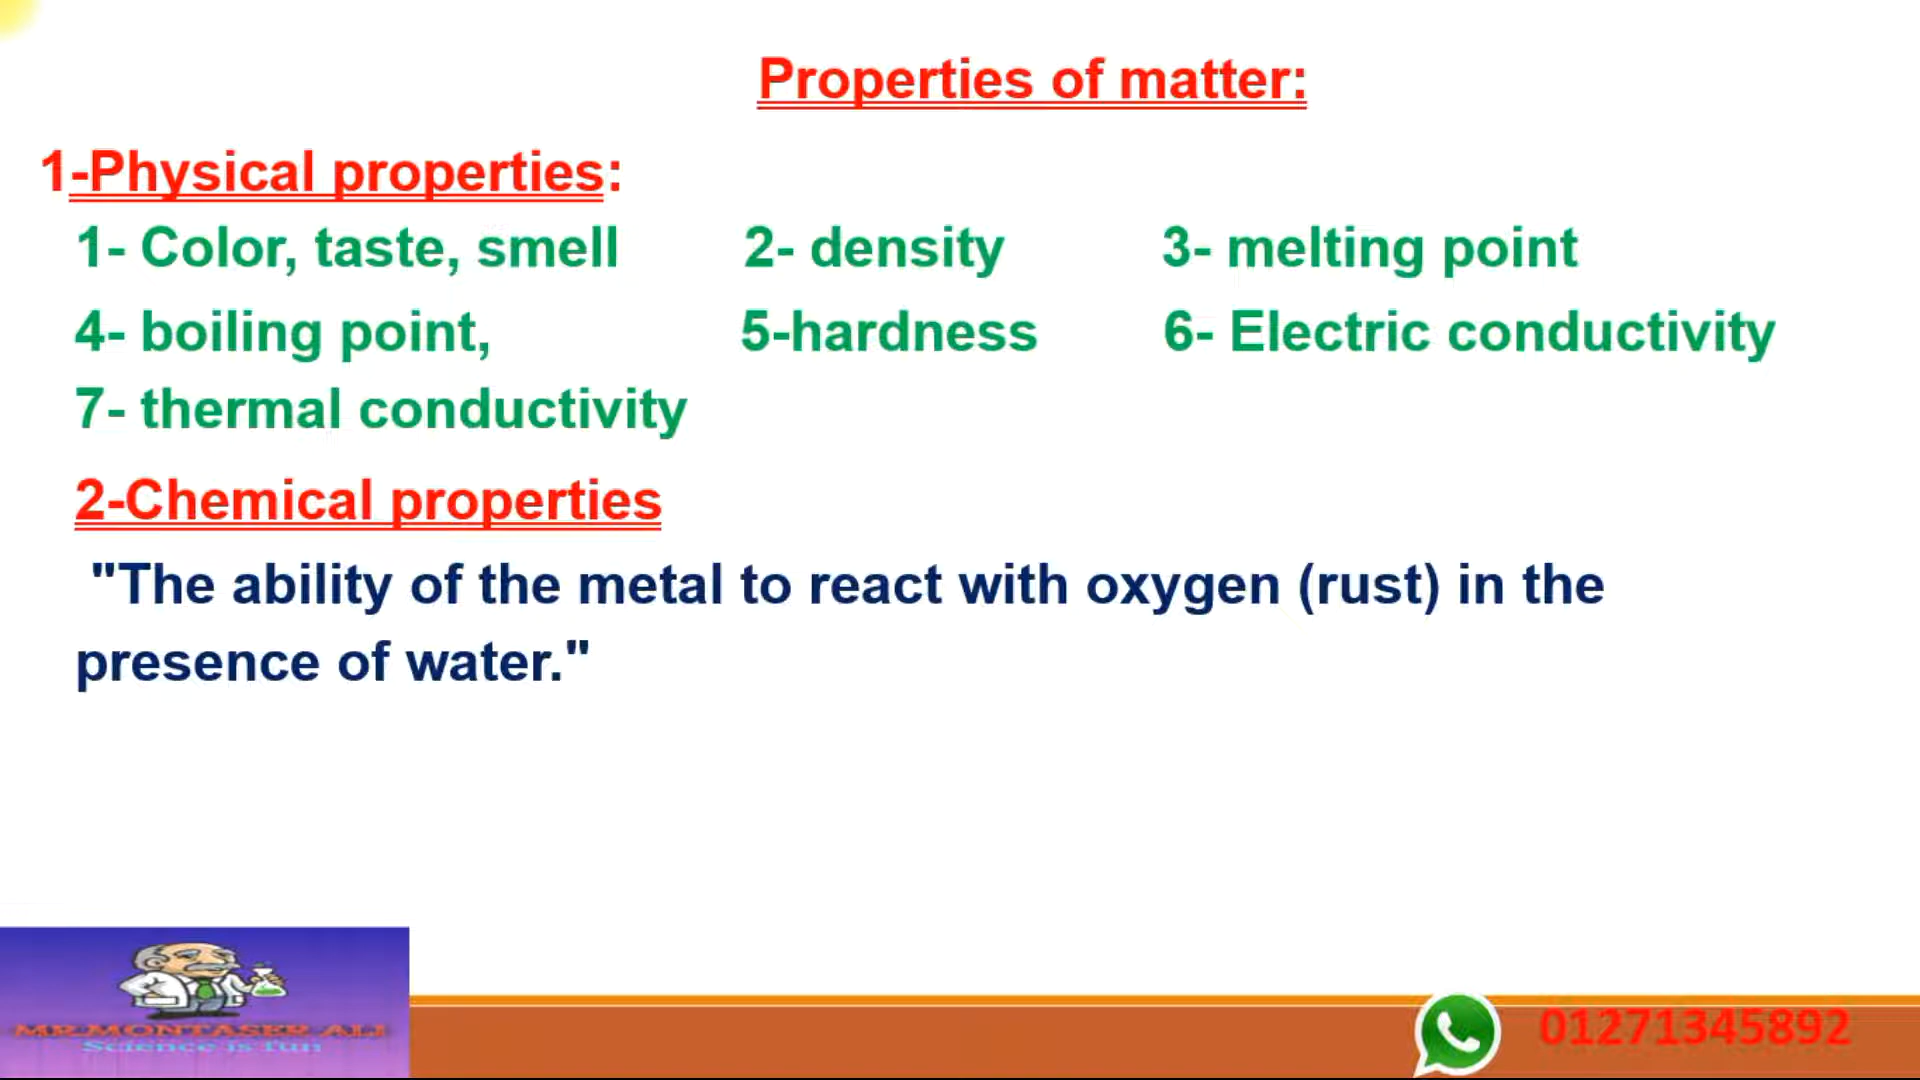 Properties of matter:
1-Physical properties:
1- Color, taste, smell 2- density 3- melting point
4- boiling point, 5-hardness 6- Electric conductivity
7- thermal conductivity
2-Chemical properties
"The ability of the metal to react with oxygen (rust) in the
presence of water."
MR.MONTASER ALI
Science is fun
01271345892